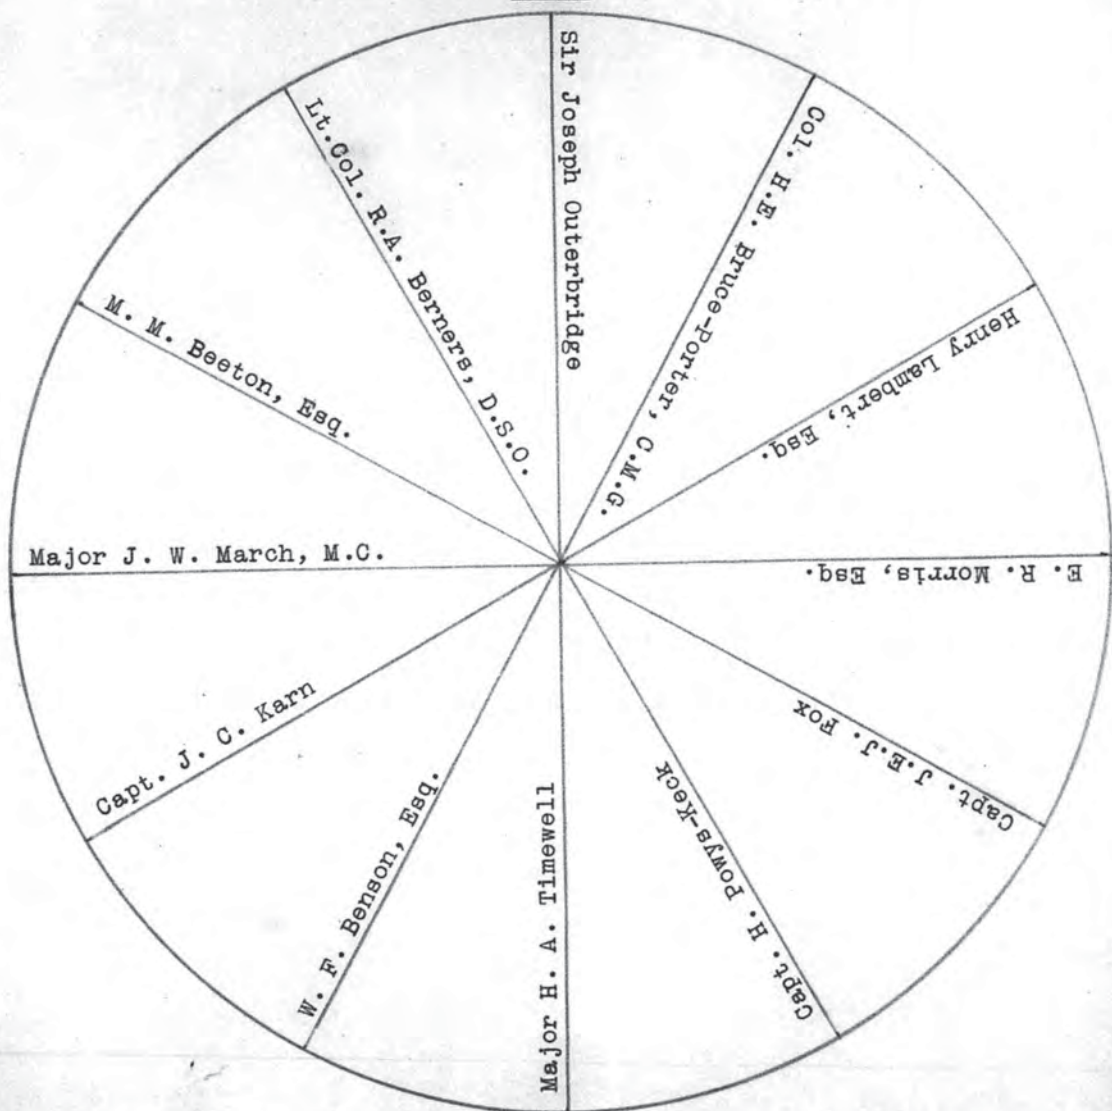 Sir Joseph Outerbridge
Col. H.E. Bruce-Porter, C.M.G.
Henry Lambert, Esq.
E. R. Morris, Esq.
Capt. J.E.J. Fox
Capt. H. Powys-Keck
Major H. A. Timewell
W. F. Benson, Esq.
Capt. J. C. Karn
Major J. W. March, M.C.
M. M. Beeton, Esq.
Lt.Col. R.A. Berners, D.S.O.